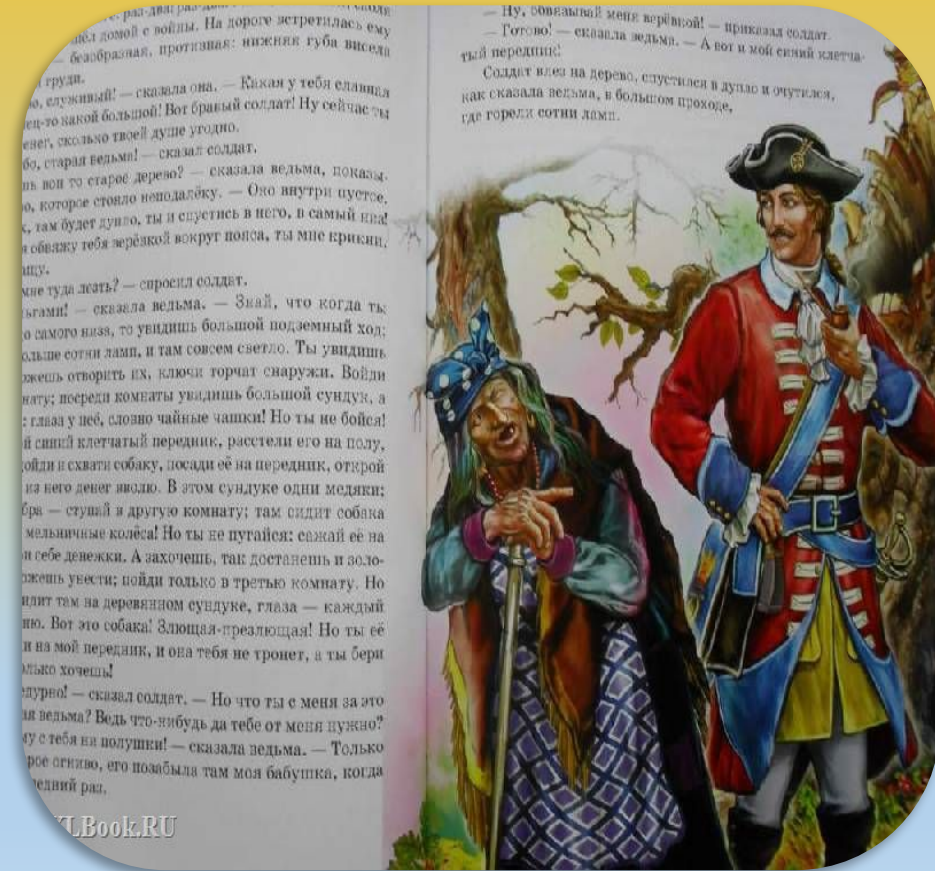 раз-два! раз-два!
домой с войны. На дороге встретилась ему
— безобразная, противная: нижняя губа висела
груди.
служивый! — сказала она. — Какая у тебя славная
какой большой! Вот бравый солдат! Ну сейчас ты
сколько твоей душе угодно.
старая ведьма! — сказал солдат.
вон то старое дерево? — сказала ведьма, показы-
которое стояло неподалёку. — Оно внутри пустое.
там будет дупло, ты и спустись в него, в самый низ!
обвяжу тебя верёвкой вокруг пояса, ты мне крикни,
мне туда лезть? — спросил солдат.
— сказала ведьма. — Знай, что когда ты
самого низа, то увидишь большой подземный ход;
сотни ламп, и там совсем светло. Ты увидишь
отворить их, ключи торчат снаружи. Войди
посреди комнаты увидишь большой сундук, а
глаза у неё, словно чайные чашки! Но ты не бойся!
синий клетчатый передник, расстели его на полу,
и схвати собаку, посади её на передник, открой
из него денег вволю. В этом сундуке одни медяки;
— ступай в другую комнату; там сидит собака
мельничные колёса! Но ты не пугайся: сажай её на
себе денежки. А захочешь, так достанешь и золо-
увести; пойди только в третью комнату. Но
там на деревянном сундуке, глаза — каждый
Вот это собака! Злющая-презлющая! Но ты её
на мой передник, и она тебя не тронет, а ты бери
хочешь!
— сказал солдат. — Но что ты с меня за это
ведьма? Ведь что-нибудь да тебе от меня нужно?
с тебя ни полушки! — сказала ведьма. — Только
огниво, его позабыла там моя бабушка, когда
раз.
— Ну, обвязывай меня верёвкой! — приказал солдат.
— Готово! — сказала ведьма. — А вот и мой синий клетча-
тый передник!
Солдат влез на дерево, спустился в дупло и очутился,
как сказала ведьма, в большом проходе,
где горели сотни ламп.
LBook.RU